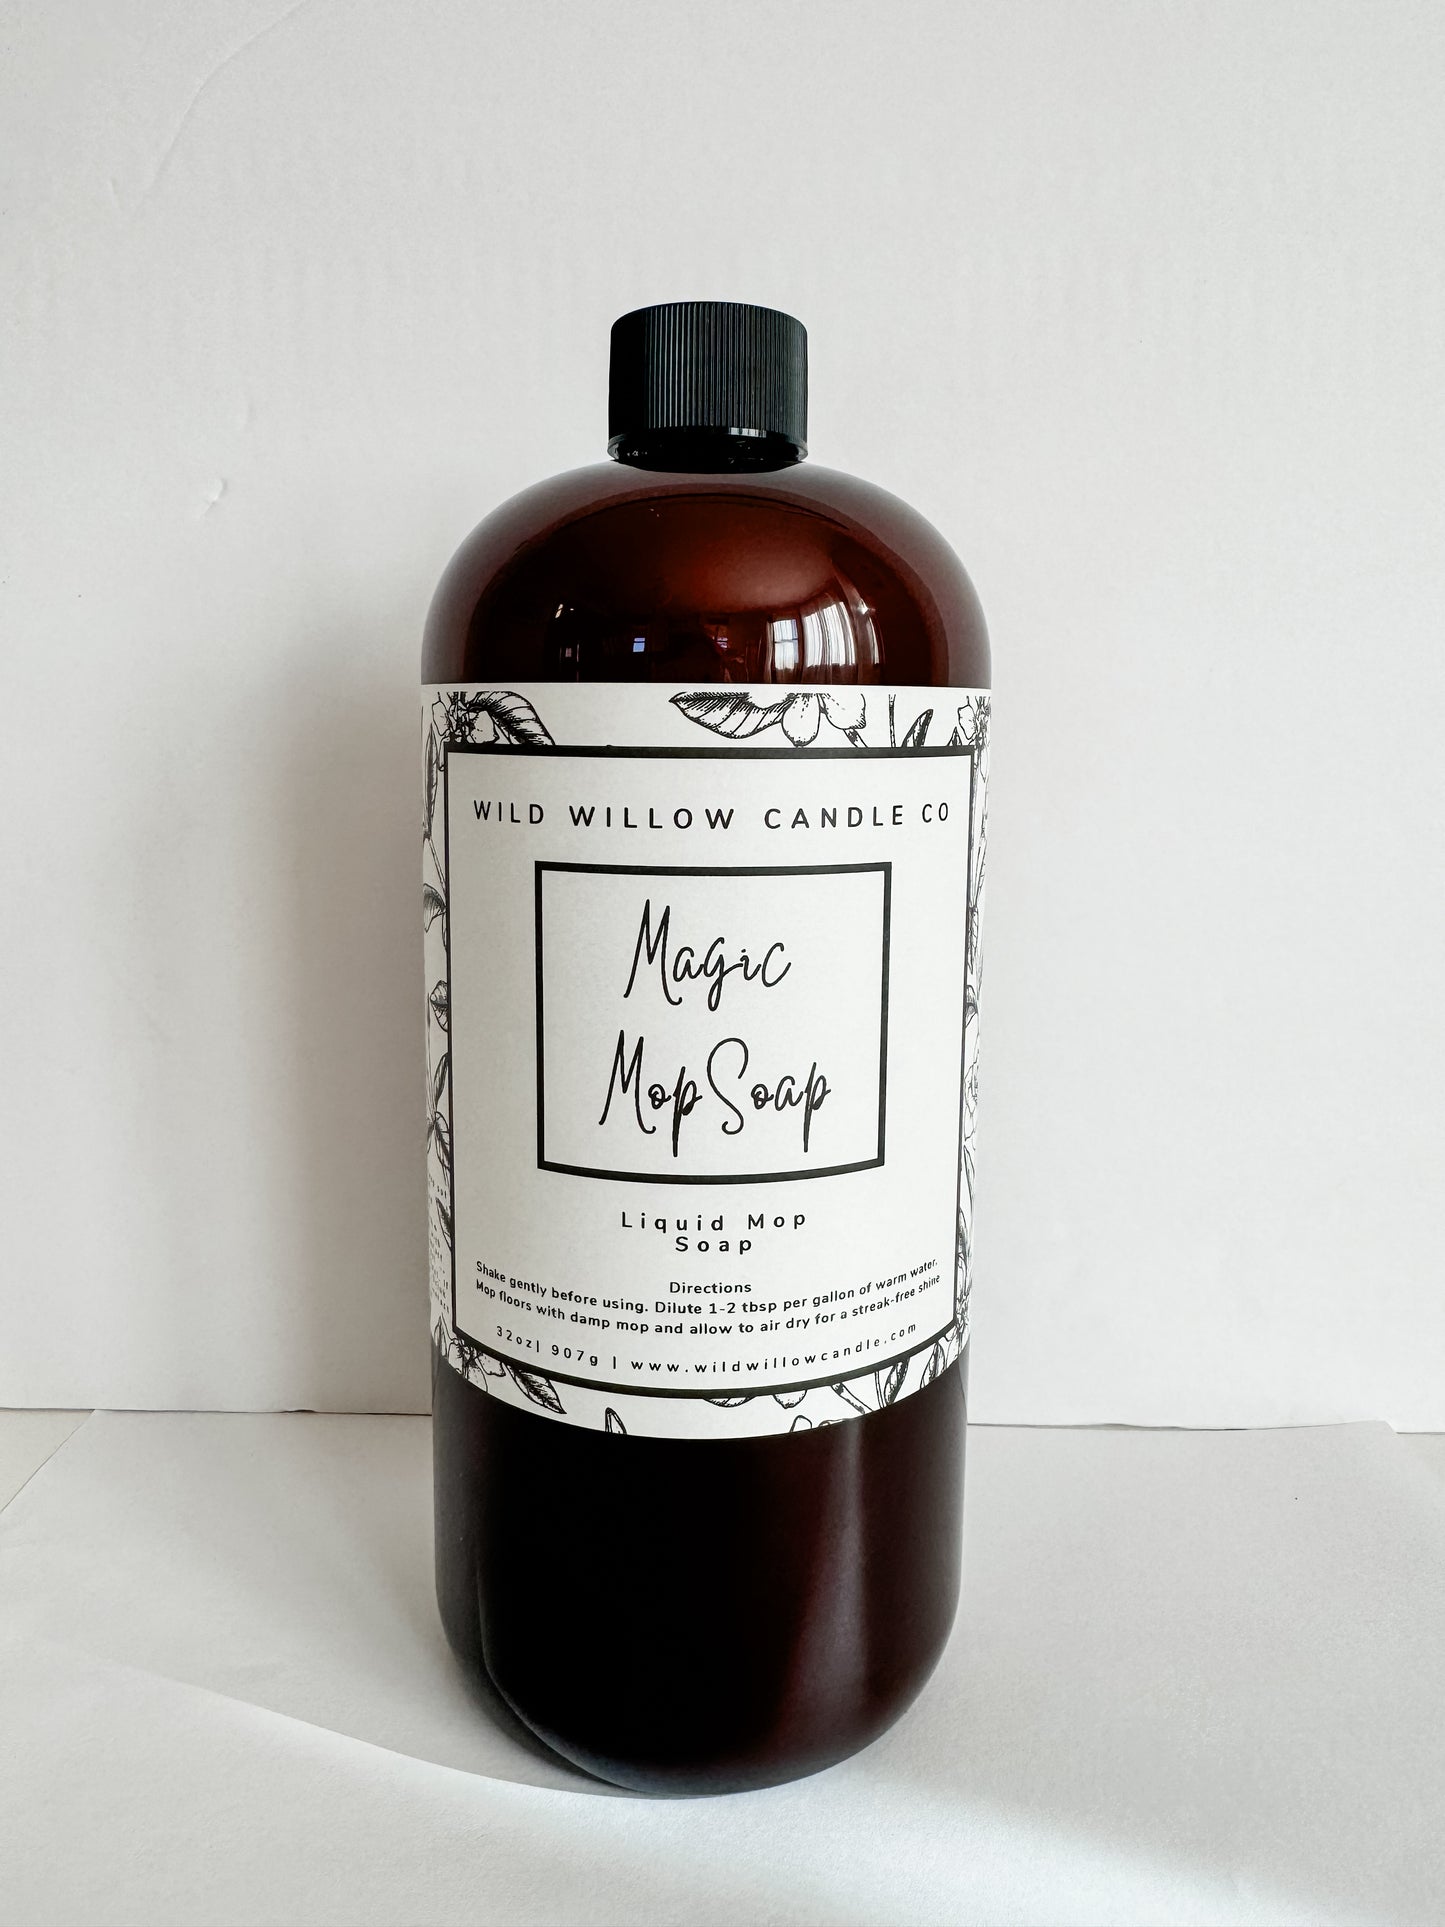 WILD WILLOW CANDLE CO
Magic
Mop Soap
Liquid Mop
Soap
Directions
Shake gently before using. Dilute 1-2 tbsp per gallon of warm water.
Mop floors with damp mop and allow to air dry for a streak-free shine
32oz| 907g | www.wildwillowcandle.com